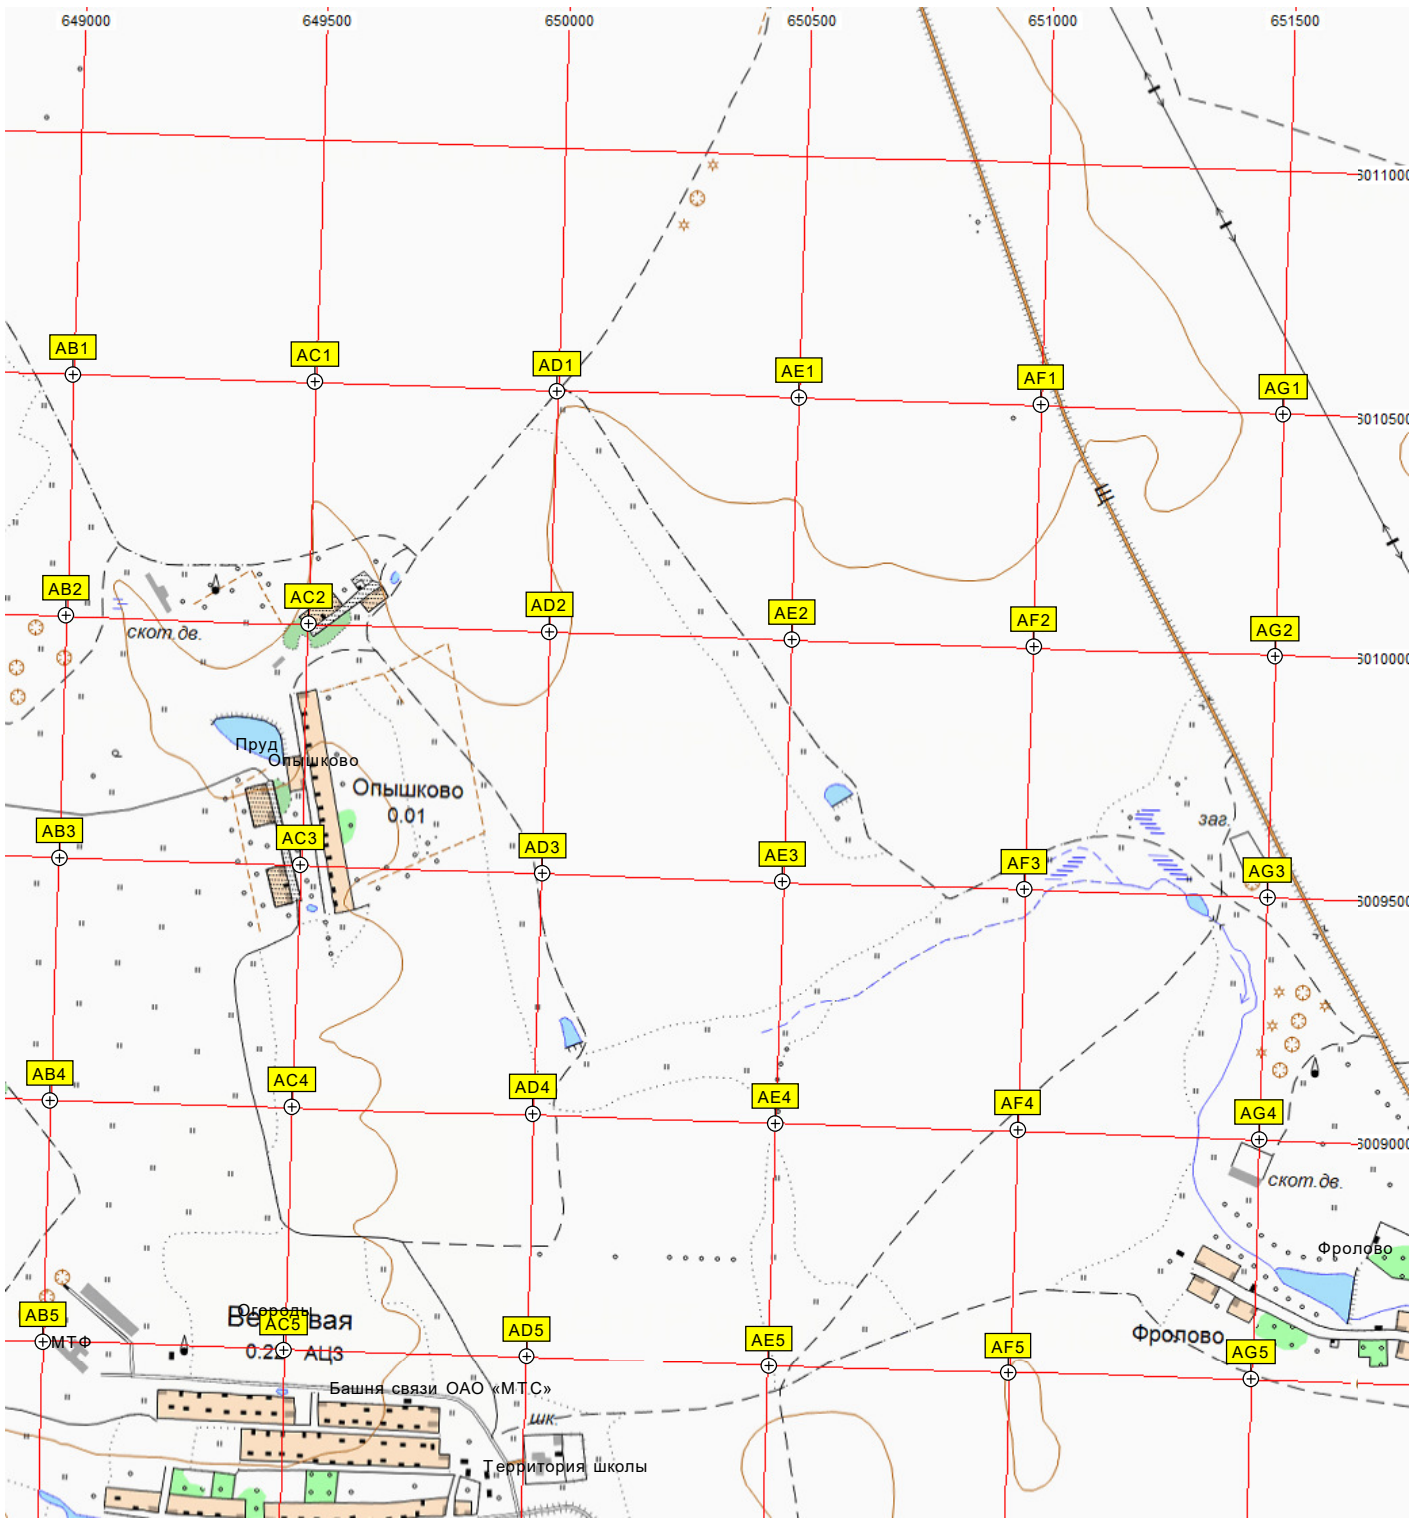 649000 649500 650000 650500 651000 651500
6011000
AB1 AC1 AD1 AE1 AF1 AG1
6010500
AB2 AC2 AD2 AE2 AF2 AG2
скот.дв.
6010000
Пруд
Опышково
Опышково
0.01
заг.
AB3 AC3 AD3 AE3 AF3 AG3
6009500
AB4 AC4 AD4 AE4 AF4 AG4
6009000
скот.дв.
Фролово
Огороды
AB5 AC5 AD5 AE5 AF5 AG5
МТФ
АЦЗ
Фролово
Башня связи ОАО «МТС»
шк.
Территория школы